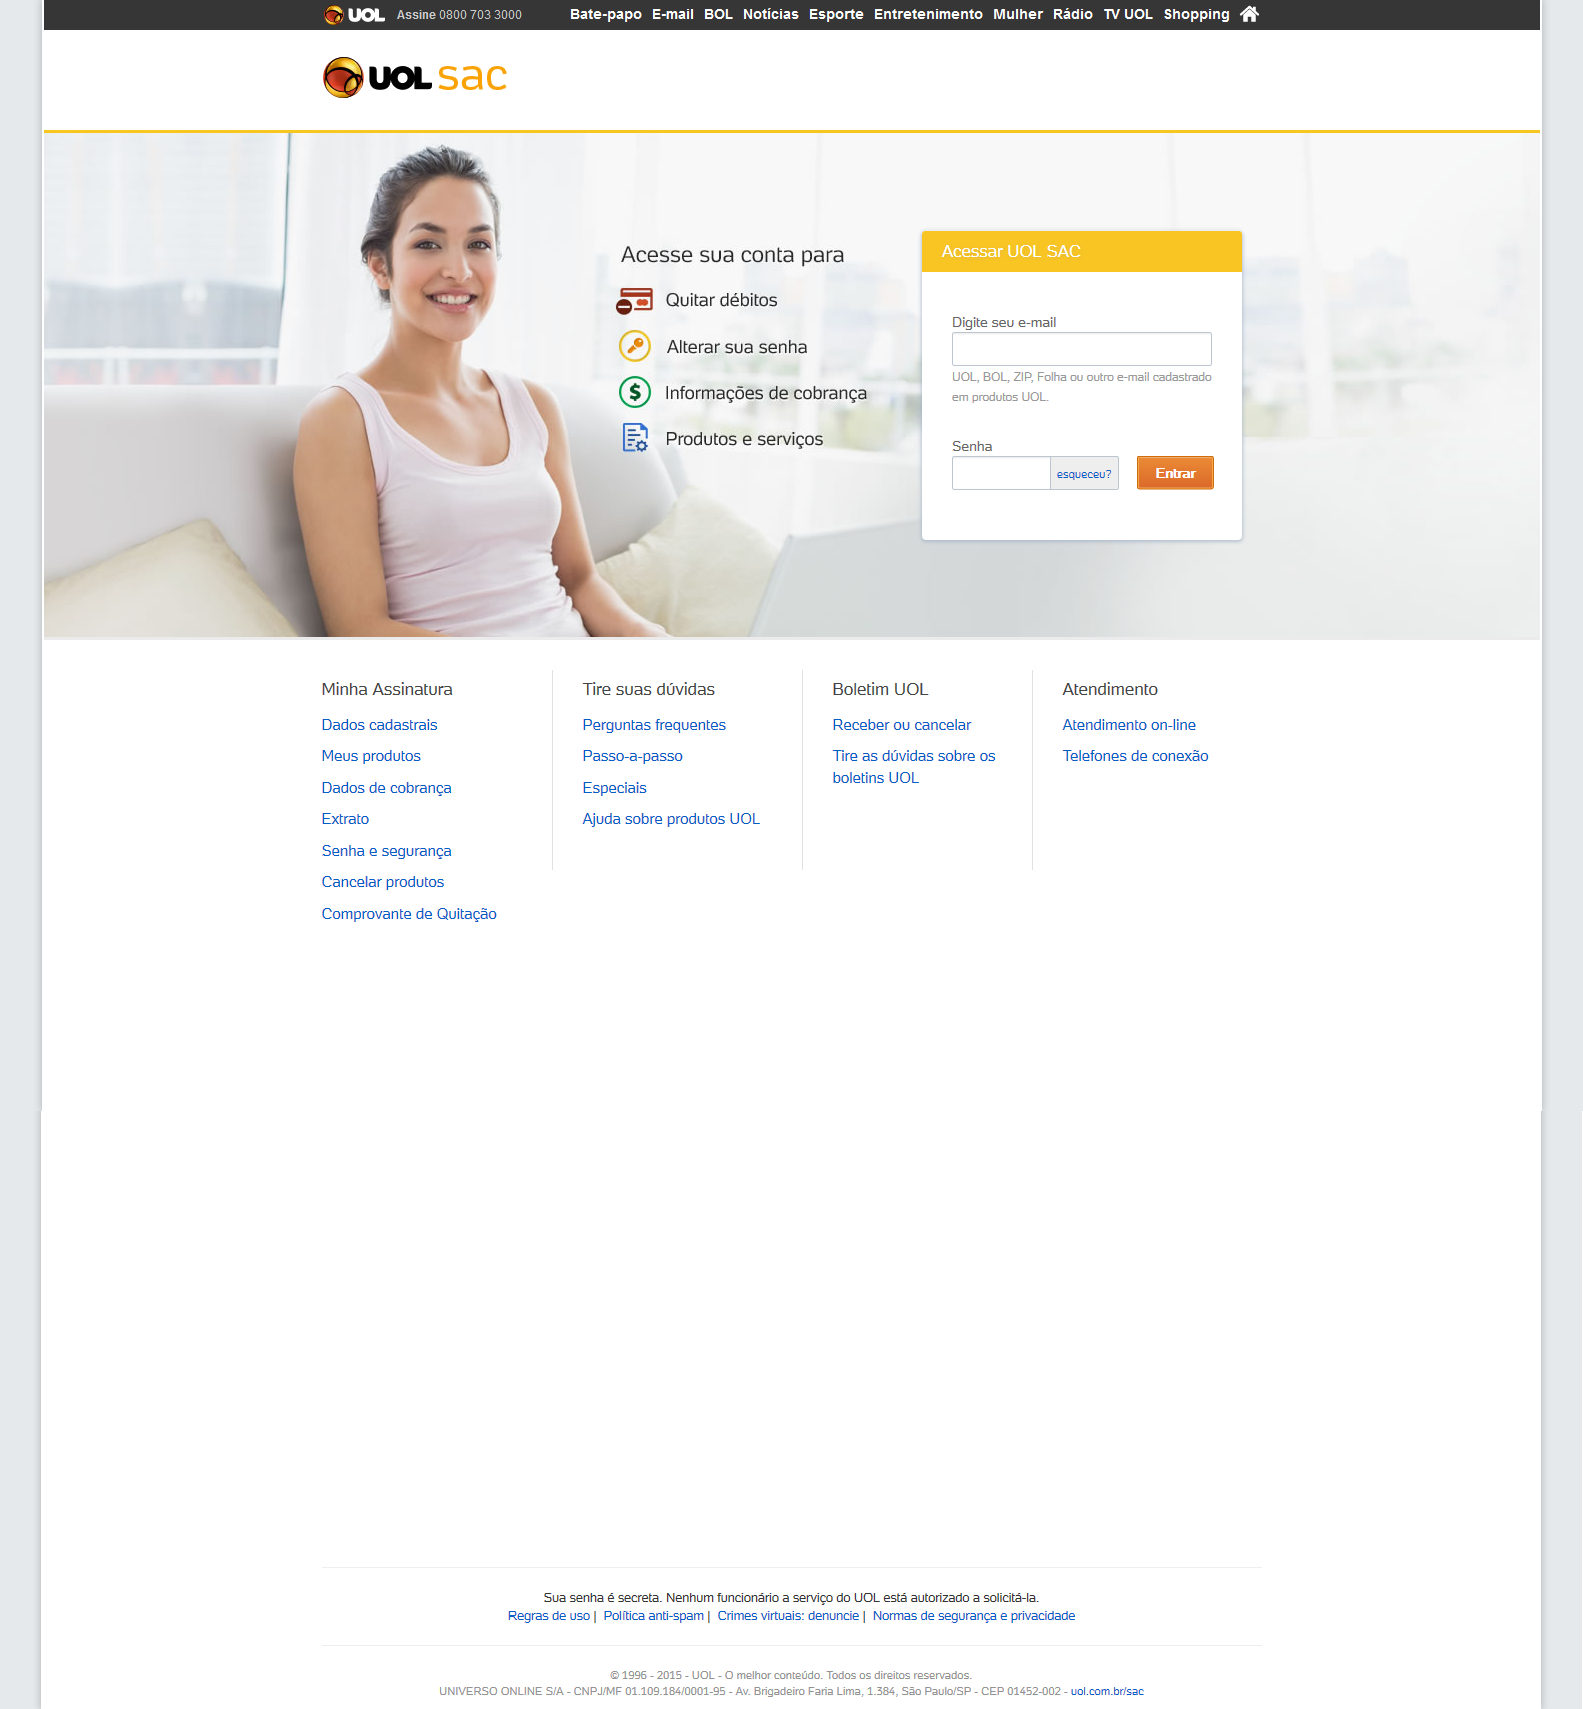 UOL Assine 0800 703 3000 Bate-papo E-mail BOL Notícias Esporte Entretenimento Mulher Rádio TV UOL Shopping
UOL sac
Acesse sua conta para
Quitar débitos
Alterar sua senha
Informações de cobrança
Produtos e serviços
Acessar UOL SAC
Digite seu e-mail
UOL, BOL, ZIP, Folha ou outro e-mail cadastrado
em produtos UOL.
Senha
esqueceu? Entrar
Minha Assinatura
Dados cadastrais
Meus produtos
Dados de cobrança
Extrato
Senha e segurança
Cancelar produtos
Comprovante de Quitação
Tire suas dúvidas
Perguntas frequentes
Passo-a-passo
Especiais
Ajuda sobre produtos UOL
Boletim UOL
Receber ou cancelar
Tire as dúvidas sobre os
boletins UOL
Atendimento
Atendimento on-line
Telefones de conexão
Sua senha é secreta. Nenhum funcionário a serviço do UOL está autorizado a solicitá-la.
Regras de uso | Política anti-spam | Crimes virtuais: denuncie | Normas de segurança e privacidade
© 1996 - 2015 - UOL - O melhor conteúdo. Todos os direitos reservados.
UNIVERSO ONLINE S/A - CNPJ/MF 01.109.184/0001-95 - Av. Brigadeiro Faria Lima, 1.384, São Paulo/SP - CEP 01452-002 - uol.com.br/sac